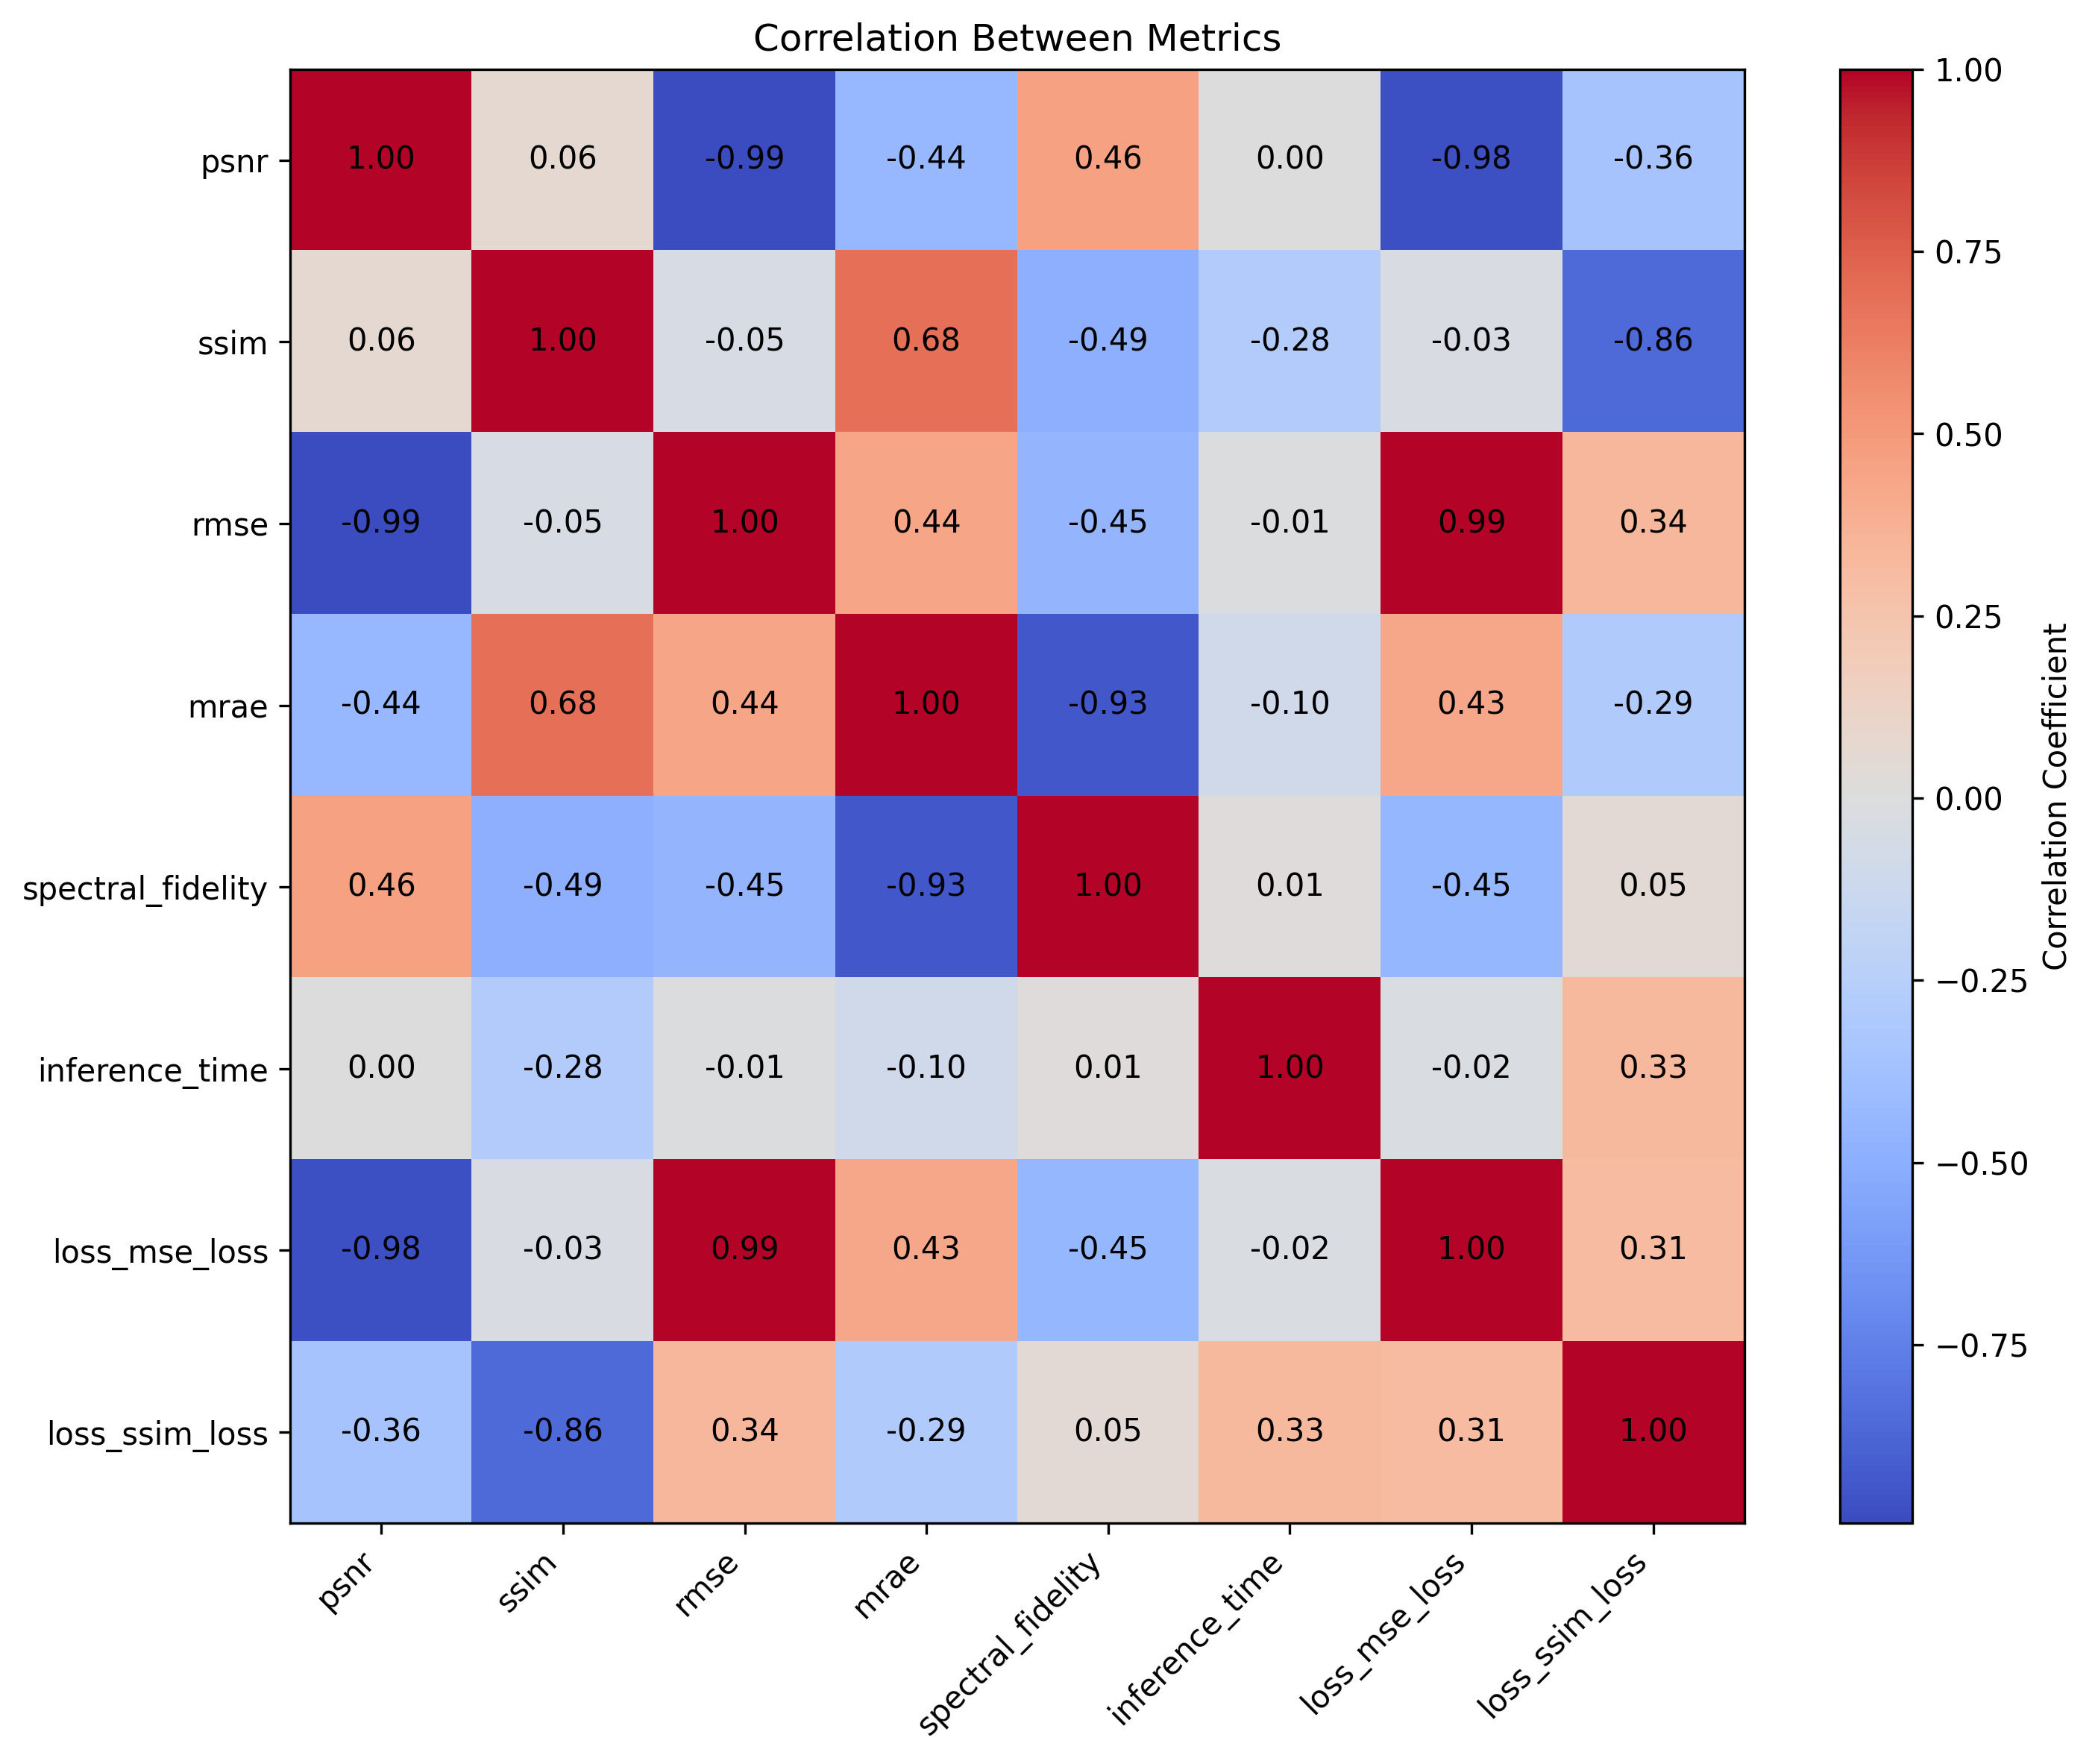 Correlation Between Metrics
psnr 1.00 0.06 -0.99 -0.44 0.46 0.00 -0.98 -0.36
ssim 0.06 1.00 -0.05 0.68 -0.49 -0.28 -0.03 -0.86
rmse -0.99 -0.05 1.00 0.44 -0.45 -0.01 0.99 0.34
mrae -0.44 0.68 0.44 1.00 -0.93 -0.10 0.43 -0.29
spectral_fidelity 0.46 -0.49 -0.45 -0.93 1.00 0.01 -0.45 0.05
inference_time 0.00 -0.28 -0.01 -0.10 0.01 1.00 -0.02 0.33
loss_mse_loss -0.98 -0.03 0.99 0.43 -0.45 -0.02 1.00 0.31
loss_ssim_loss -0.36 -0.86 0.34 -0.29 0.05 0.33 0.31 1.00
psnr ssim rmse mrae spectral_fidelity inference_time loss_mse_loss loss_ssim_loss
1.00
0.75
0.50
0.25
0.00
−0.25
−0.50
−0.75
Correlation Coefficient